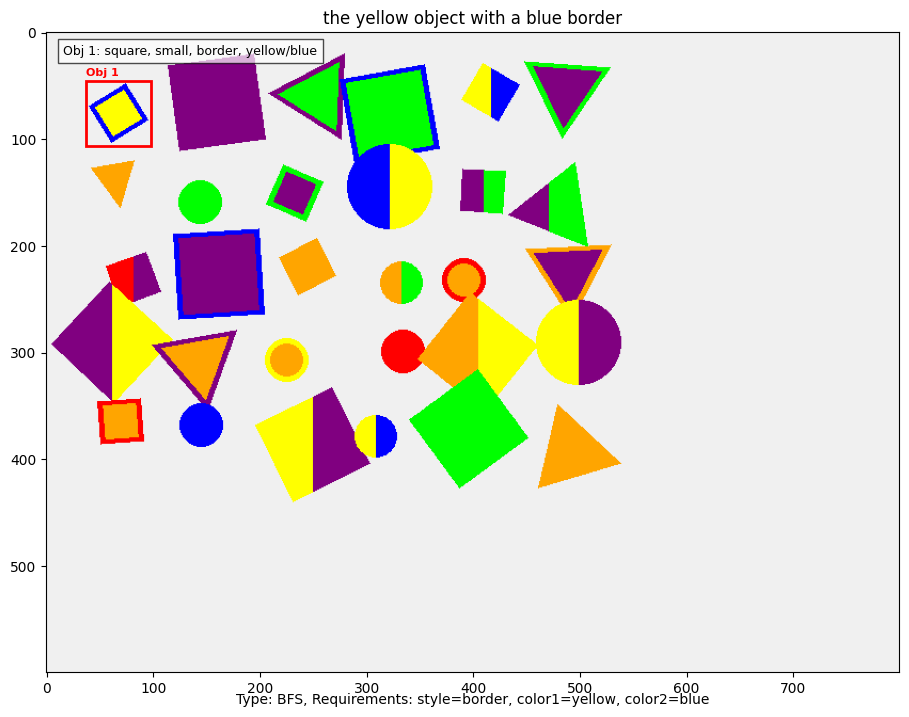 the yellow object with a blue border
0
Obj 1: square, small, border, yellow/blue
Obj 1
100
200
300
400
500
0 100 200 300 400 500 600 700
Type: BFS, Requirements: style=border, color1=yellow, color2=blue